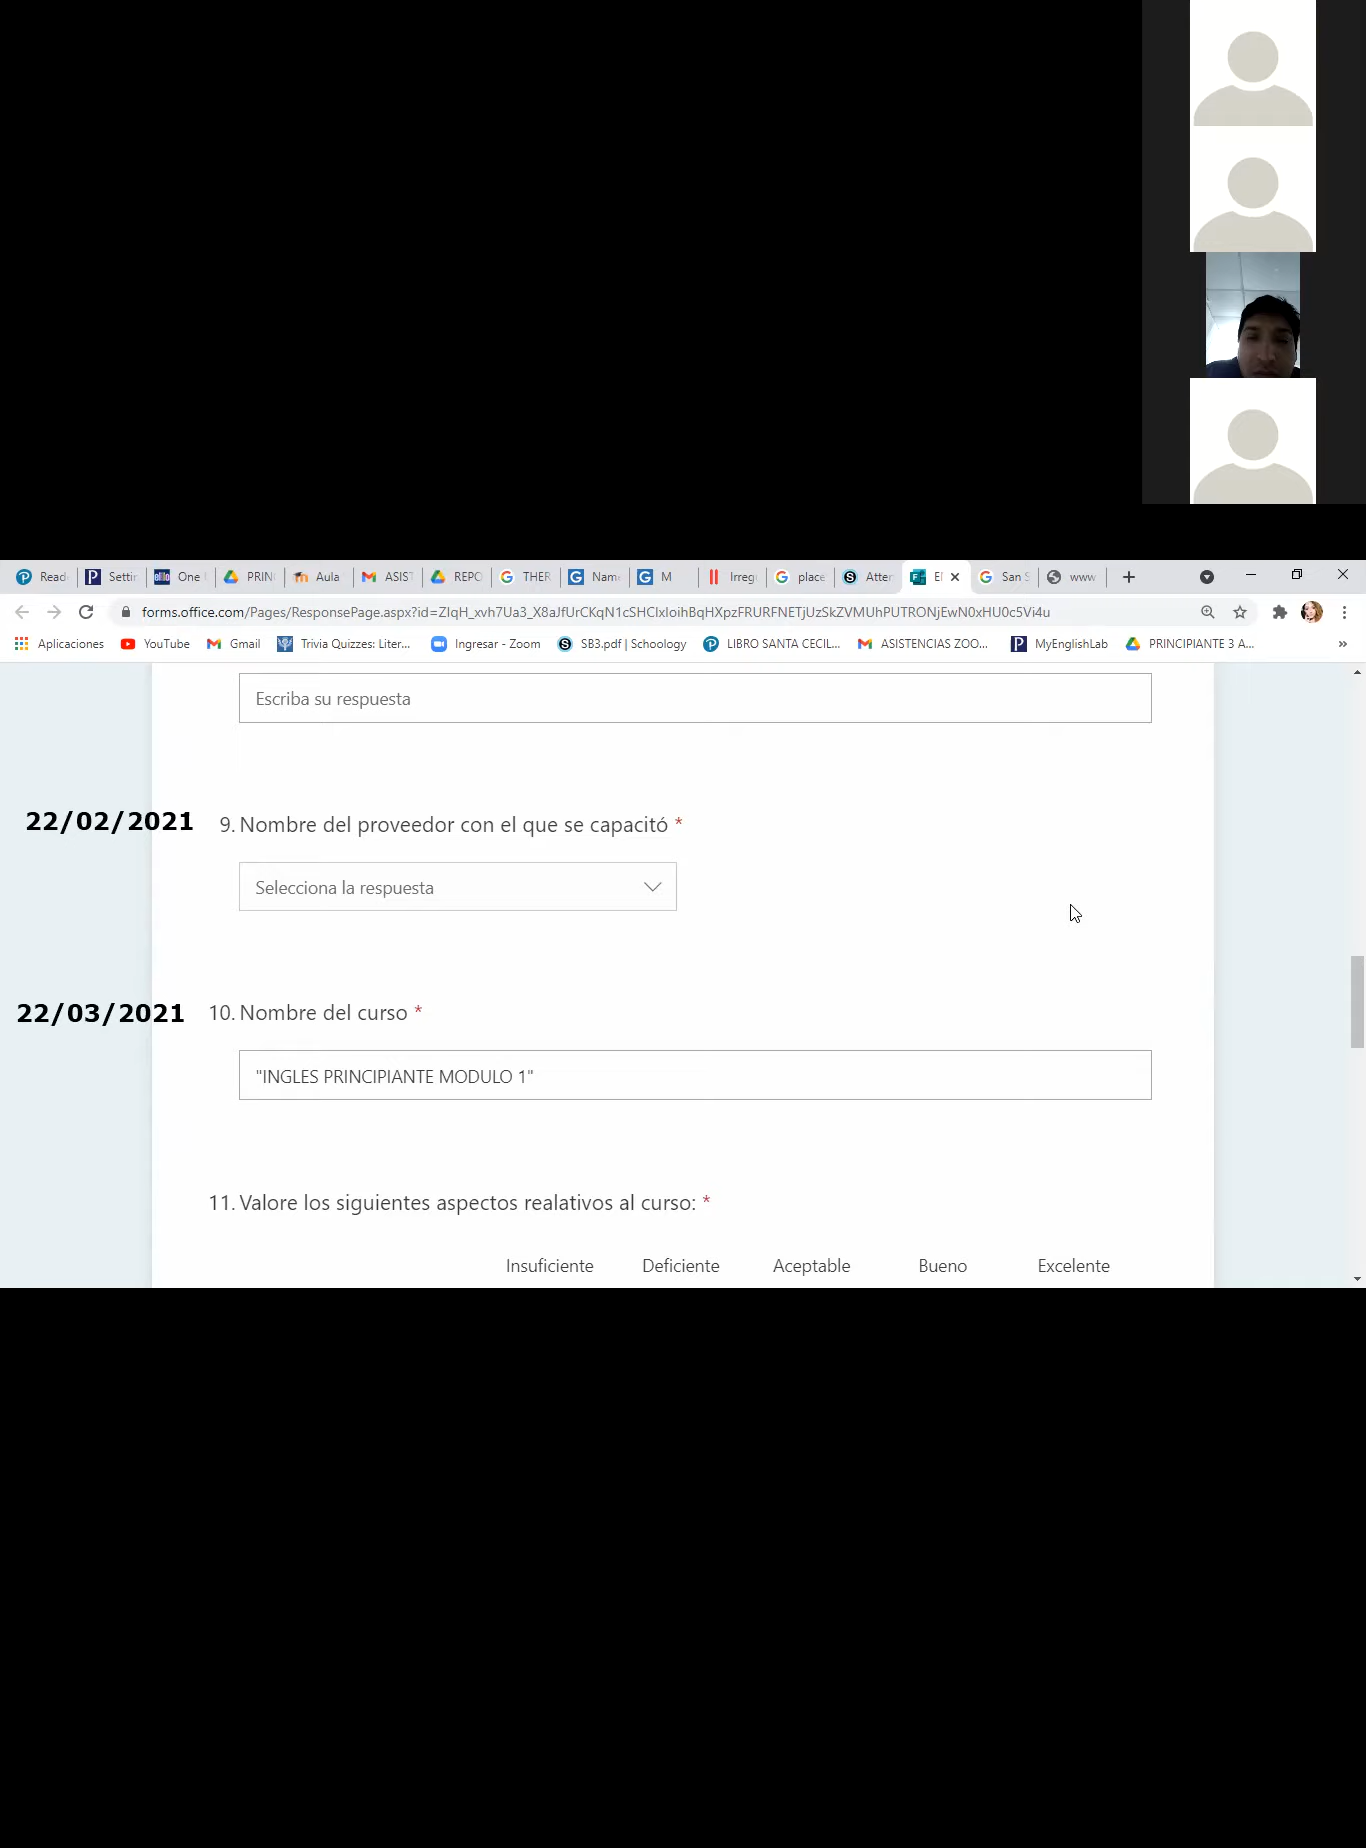 Read
Settin
One
PRIN
Aula
ASIST
REPO
THER
Nam
M
Irreg
place
Atten
El
San S
www
forms.office.com/Pages/ResponsePage.aspx?id=ZIqH_xvh7Ua3_X8aJfUrCKqN1cSHClxIoihBqHXpzFRURFNETjUzSkZVMUhPUTRONjEwN0xHU0c5Vi4u
Aplicaciones YouTube Gmail Trivia Quizzes: Liter... Ingresar - Zoom SB3.pdf | Schoology LIBRO SANTA CECIL... ASISTENCIAS ZOO... MyEnglishLab PRINCIPIANTE 3 A... »
Escriba su respuesta
22/02/2021 9. Nombre del proveedor con el que se capacitó *
Selecciona la respuesta
22/03/2021 10. Nombre del curso *
"INGLES PRINCIPIANTE MODULO 1"
11. Valore los siguientes aspectos realativos al curso: *
Insuficiente Deficiente Aceptable Bueno Excelente